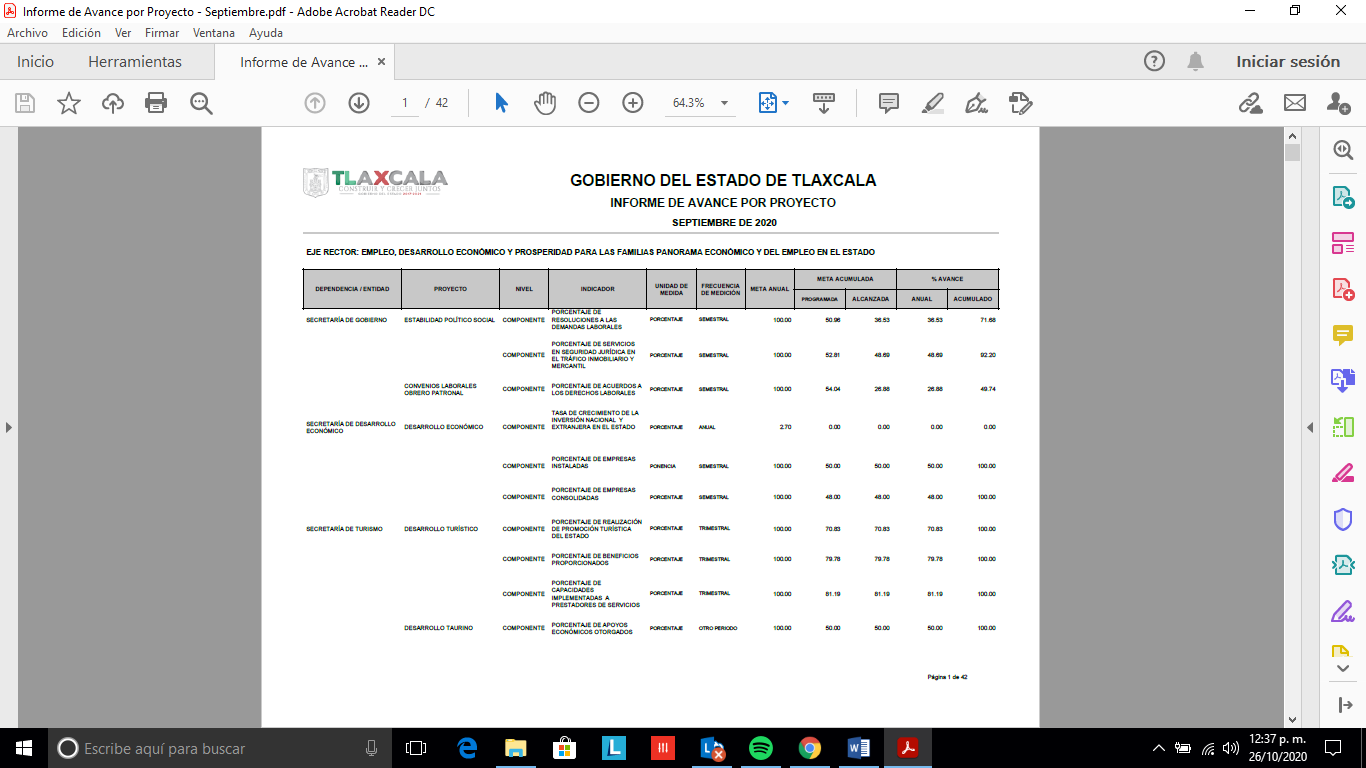 Informe de Avance por Proyecto - Septiembre.pdf - Adobe Acrobat Reader DC
Archivo Edición Ver Firmar Ventana Ayuda
Inicio Herramientas Informe de Avance ... × Iniciar sesión
1 / 42 64.3%
TLAXCALA
CONSTRUIR Y CRECER JUNTOS
GOBIERNO DEL ESTADO DE TLAXCALA
INFORME DE AVANCE POR PROYECTO
SEPTIEMBRE DE 2020
EJE RECTOR: EMPLEO, DESARROLLO ECONÓMICO Y PROSPERIDAD PARA LAS FAMILIAS PANORAMA ECONÓMICO Y DEL EMPLEO EN EL ESTADO
DEPENDENCIA / ENTIDAD PROYECTO NIVEL INDICADOR UNIDAD DE MEDIDA FRECUENCIA DE MEDICIÓN META ANUAL META ACUMULADA % AVANCE
PROGRAMADA ALCANZADA ANUAL ACUMULADO
SECRETARÍA DE GOBIERNO ESTABILIDAD POLÍTICO SOCIAL COMPONENTE PORCENTAJE DE RESOLUCIONES A LAS DEMANDAS LABORALES PORCENTAJE SEMESTRAL 100.00 50.96 36.53 36.53 71.68
COMPONENTE PORCENTAJE DE SERVICIOS EN SEGURIDAD JURÍDICA EN EL TRÁFICO INMOBILIARIO Y MERCANTIL PORCENTAJE SEMESTRAL 100.00 52.81 48.69 48.69 92.20
CONVENIOS LABORALES OBRERO PATRONAL COMPONENTE PORCENTAJE DE ACUERDOS A LOS DERECHOS LABORALES PORCENTAJE SEMESTRAL 100.00 54.04 26.88 26.88 49.74
SECRETARÍA DE DESARROLLO ECONÓMICO DESARROLLO ECONÓMICO COMPONENTE TASA DE CRECIMIENTO DE LA INVERSIÓN NACIONAL Y EXTRANJERA EN EL ESTADO PORCENTAJE ANUAL 2.70 0.00 0.00 0.00 0.00
COMPONENTE PORCENTAJE DE EMPRESAS INSTALADAS PONENCIA SEMESTRAL 100.00 50.00 50.00 50.00 100.00
COMPONENTE PORCENTAJE DE EMPRESAS CONSOLIDADAS PORCENTAJE SEMESTRAL 100.00 48.00 48.00 48.00 100.00
SECRETARÍA DE TURISMO DESARROLLO TURÍSTICO COMPONENTE PORCENTAJE DE REALIZACIÓN DE PROMOCIÓN TURÍSTICA DEL ESTADO PORCENTAJE TRIMESTRAL 100.00 70.83 70.83 70.83 100.00
COMPONENTE PORCENTAJE DE BENEFICIOS PROPORCIONADOS PORCENTAJE TRIMESTRAL 100.00 79.78 79.78 79.78 100.00
COMPONENTE PORCENTAJE DE CAPACIDADES IMPLEMENTADAS A PRESTADORES DE SERVICIOS PORCENTAJE TRIMESTRAL 100.00 81.19 81.19 81.19 100.00
DESARROLLO TAURINO COMPONENTE PORCENTAJE DE APOYOS ECONÓMICOS OTORGADOS PORCENTAJE OTRO PERIODO 100.00 50.00 50.00 50.00 100.00
Página 1 de 42
Escribe aquí para buscar
12:37 p. m.
26/10/2020